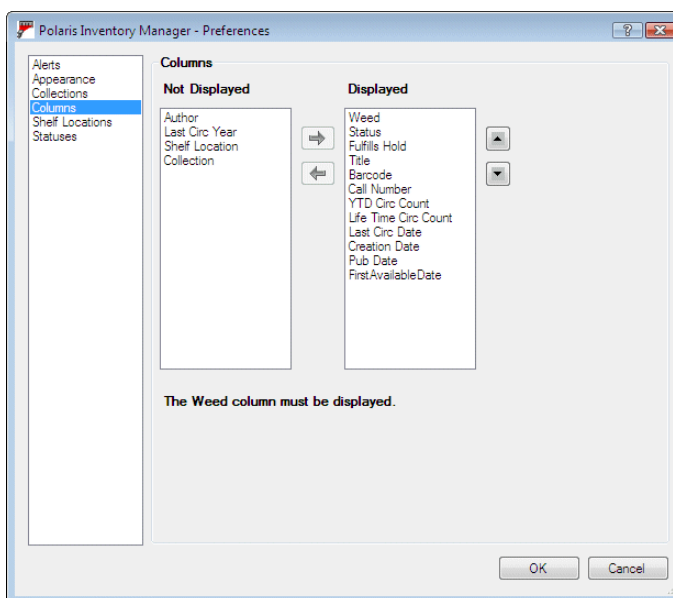 Polaris Inventory Manager - Preferences
Alerts
Appearance
Collections
Columns
Shelf Locations
Statuses
Columns
Not Displayed
Author
Last Circ Year
Shelf Location
Collection
Displayed
Weed
Status
Fulfills Hold
Title
Barcode
Call Number
YTD Circ Count
Life Time Circ Count
Last Circ Date
Creation Date
Pub Date
FirstAvailableDate
The Weed column must be displayed.
OK
Cancel